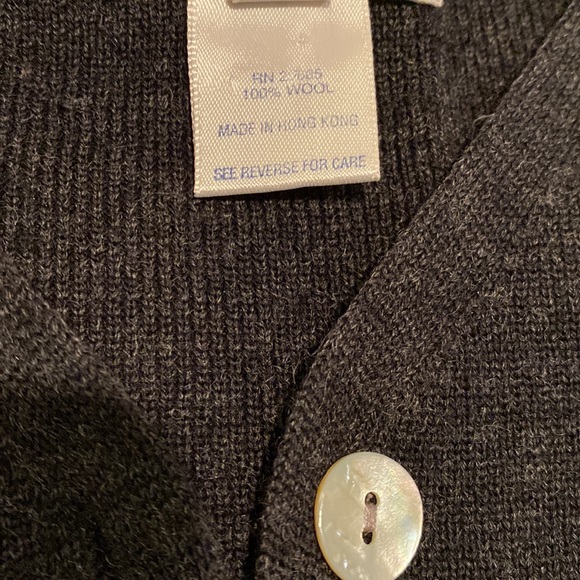 RN
100% WOOL
MADE IN HONG KONG
SEE REVERSE FOR CARE